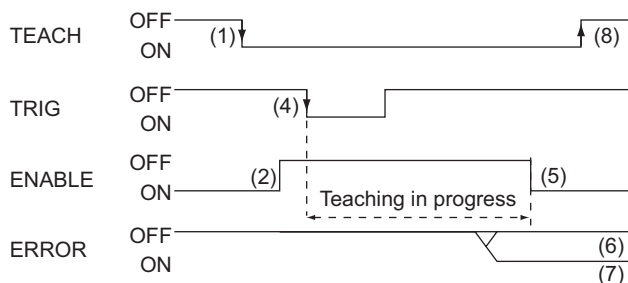 TEACH OFF ON (1) (8)
TRIG OFF ON (4)
ENABLE OFF ON (2) (5)
Teaching in progress
ERROR OFF ON (6)
(7)